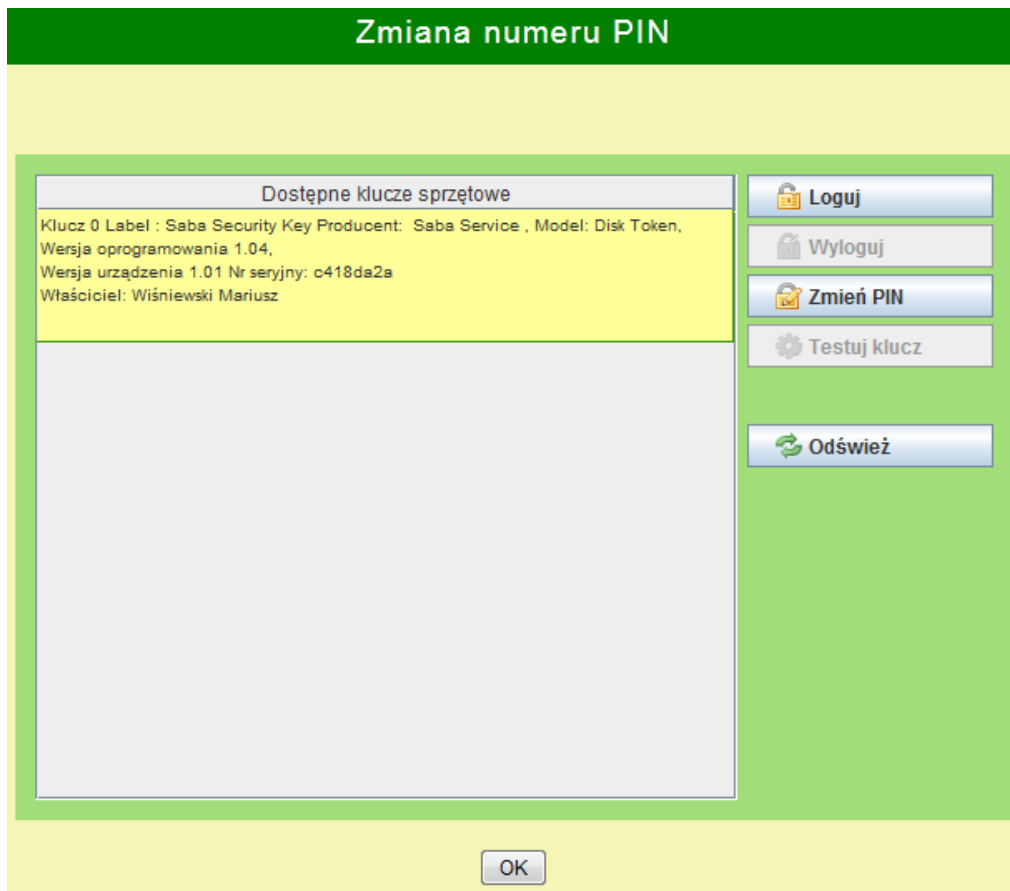 Zmiana numeru PIN
Dostępne klucze sprzętowe
Klucz 0 Label : Saba Security Key Producent: Saba Service , Model: Disk Token,
Wersja oprogramowania 1.04,
Wersja urządzenia 1.01 Nr seryjny: c418da2a
Właściciel: Wiśniewski Mariusz
Loguj
Wyloguj
Zmień PIN
Testuj klucz
Odśwież
OK